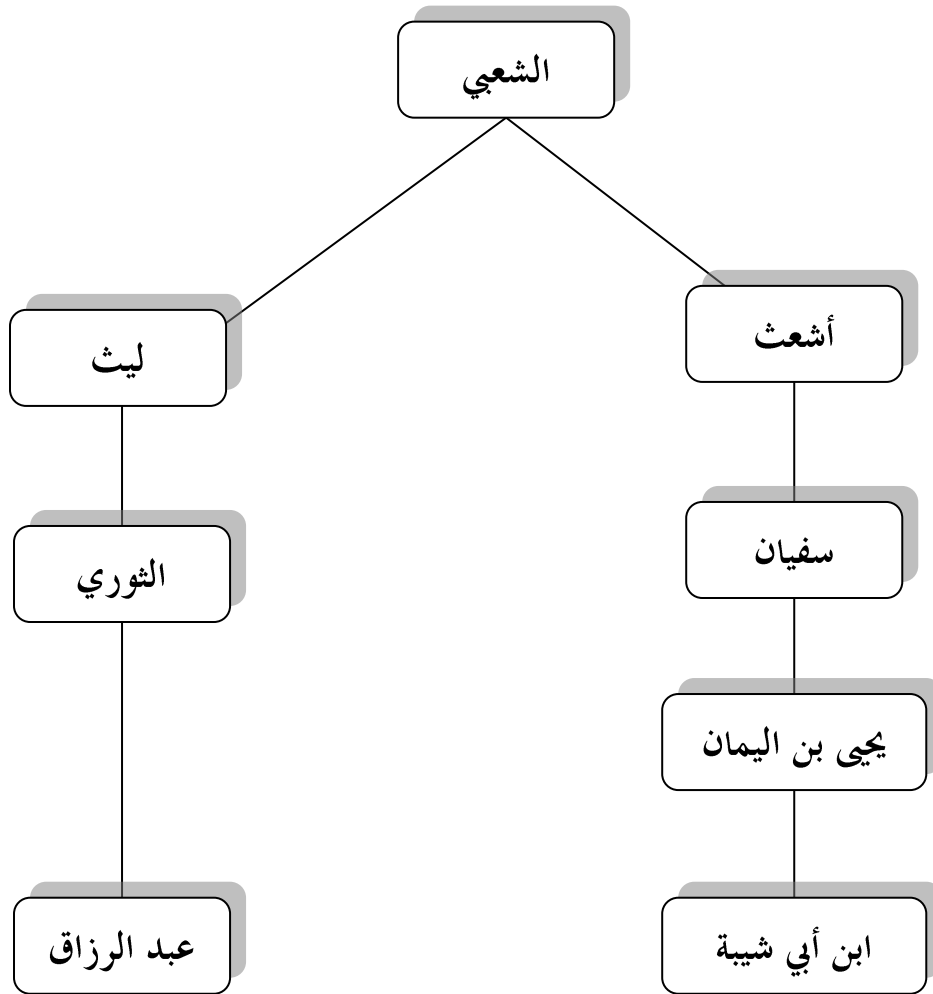 الشعبي
أشعث
ليث
سفيان
الثوري
يحيى بن اليمان
ابن أبي شيبة
عبد الرزاق